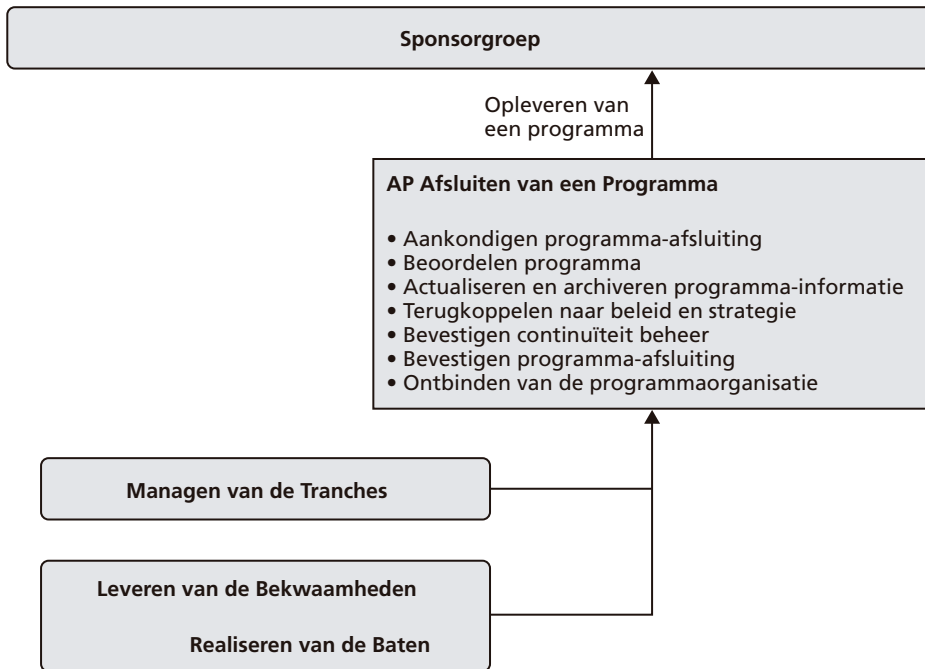 Sponsorgroep
Opleveren van
een programma
AP Afsluiten van een Programma
• Aankondigen programma-afsluiting
• Beoordelen programma
• Actualiseren en archiveren programma-informatie
• Terugkoppelen naar beleid en strategie
• Bevestigen continuïteit beheer
• Bevestigen programma-afsluiting
• Ontbinden van de programmaorganisatie
Managen van de Tranches
Leveren van de Bekwaamheden
Realiseren van de Baten